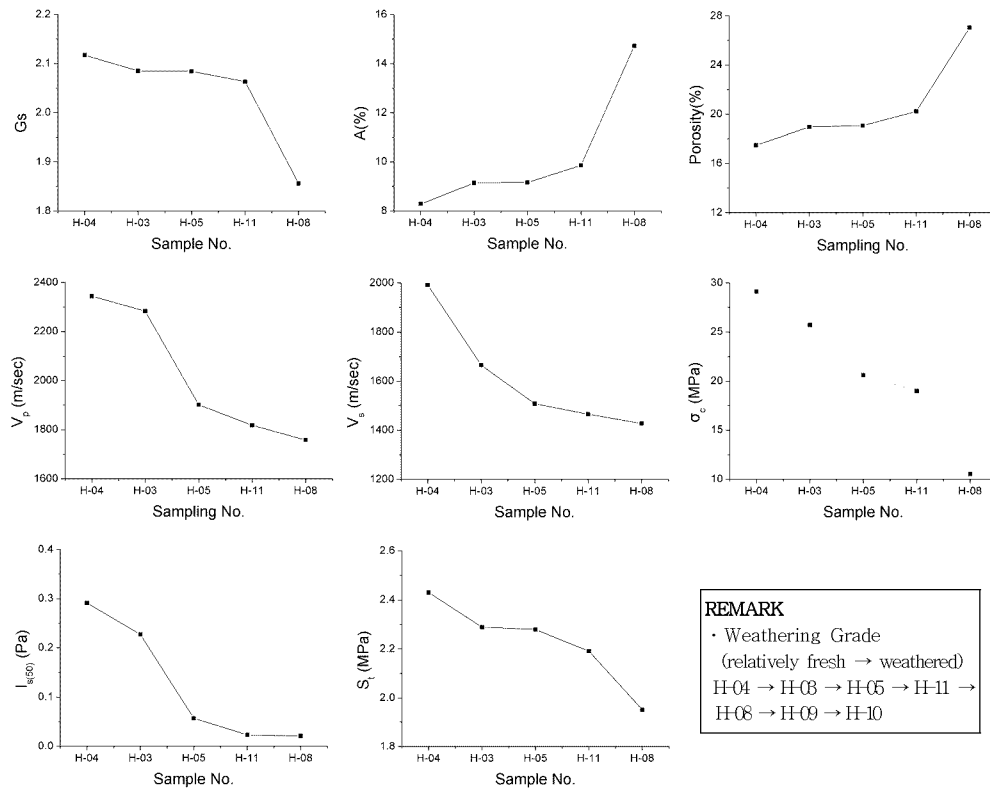 2.2
2.1
2.0
1.9
1.8
Gs
H-04 H-03 H-05 H-11 H-08
Sample No.
16
14
12
10
8
A(%)
H-04 H-03 H-05 H-11 H-08
Sample No.
28
24
20
16
12
Porosity(%)
H-04 H-03 H-05 H-11 H-08
Sampling No.
2400
2200
2000
1800
1600
Vp (m/sec)
H-04 H-03 H-05 H-11 H-08
Sampling No.
2000
1800
1600
1400
1200
Vs (m/sec)
H-04 H-03 H-05 H-11 H-08
Sample No.
30
25
20
15
10
σc (MPa)
H-04 H-03 H-05 H-11 H-08
Sample No.
0.4
0.3
0.2
0.1
0.0
Is(50) (Pa)
H-04 H-03 H-05 H-11 H-08
Sample No.
2.6
2.4
2.2
2.0
1.8
St (MPa)
H-04 H-03 H-05 H-11 H-08
Sample No.
REMARK
· Weathering Grade
(relatively fresh → weathered)
H-04 → H-03 → H-05 → H-11 →
H-08 → H-09 → H-10